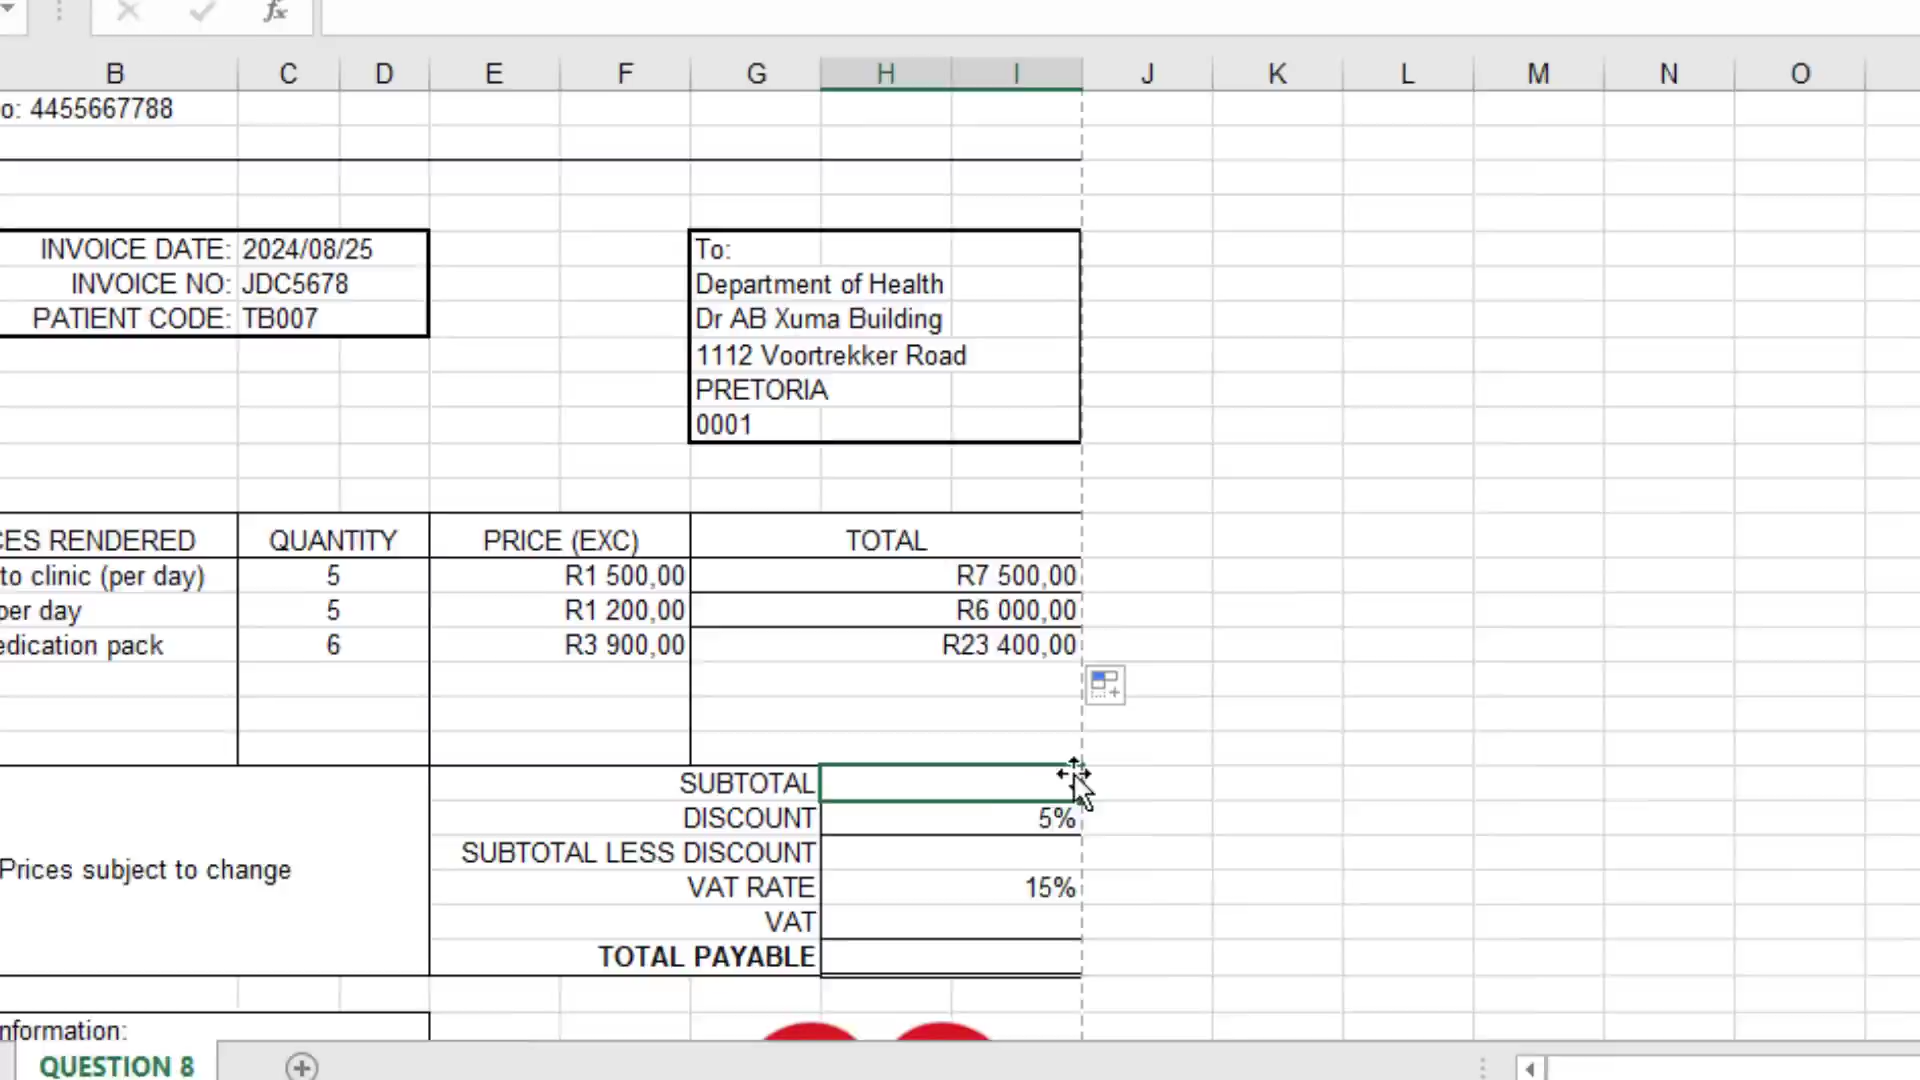 fx
B C D E F G H I J K L M N O
o: 4455667788
INVOICE DATE: 2024/08/25
INVOICE NO: JDC5678
PATIENT CODE: TB007
To:
Department of Health
Dr AB Xuma Building
1112 Voortrekker Road
PRETORIA
0001
CES RENDERED QUANTITY PRICE (EXC) TOTAL
to clinic (per day) 5 R1 500,00 R7 500,00
per day 5 R1 200,00 R6 000,00
edication pack 6 R3 900,00 R23 400,00
SUBTOTAL
DISCOUNT 5%
SUBTOTAL LESS DISCOUNT
Prices subject to change
VAT RATE 15%
VAT
TOTAL PAYABLE
nformation:
QUESTION 8